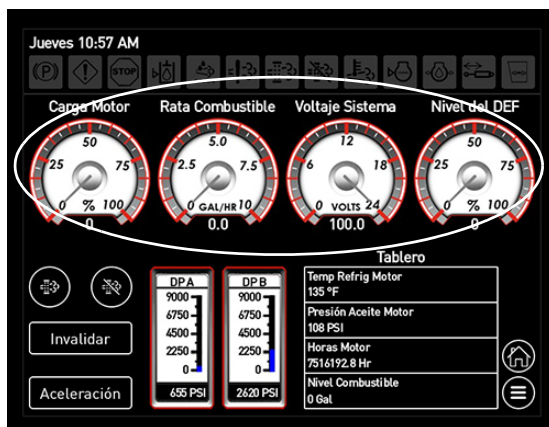 Jueves 10:57 AM
(P) STOP
Carga Motor Rata Combustible Voltaje Sistema Nivel del DEF
50 5.0 12 50
25 75 2.5 7.5 6 18 25 75
0 % 100 0 GAL/HR 10 0 VOLTS 24 0 % 100
0 0.0 100.0 0
Tablero
DP A DP B
9000 9000
6750 6750
4500 4500
2250 2250
0 0
655 PSI 2620 PSI
Temp Refrig Motor
135 °F
Presión Aceite Motor
108 PSI
Horas Motor
7516192.8 Hr
Nivel Combustible
0 Gal
Invalidar
Aceleración